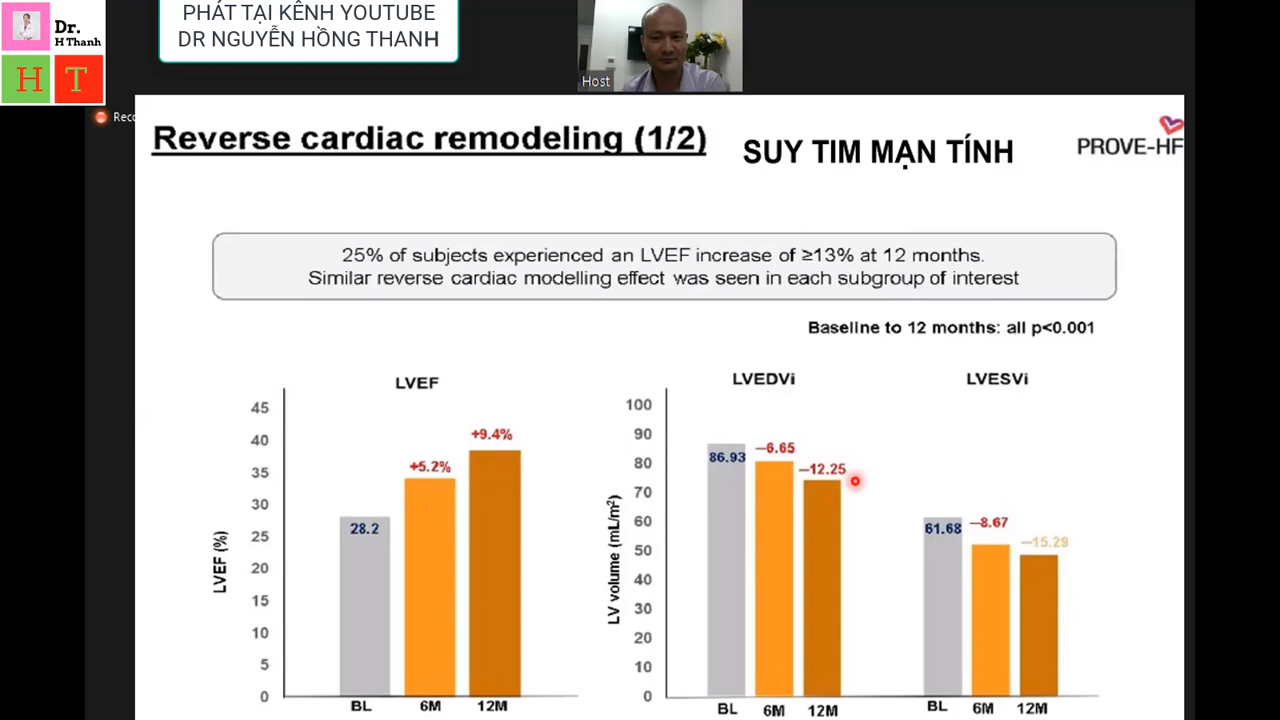 Dr.
H Thanh
H T
PHÁT TẠI KÊNH YOUTUBE
DR NGUYỄN HỒNG THANH
Host
Reverse cardiac remodeling (1/2)
SUY TIM MẠN TÍNH
PROVE-HF
25% of subjects experienced an LVEF increase of ≥13% at 12 months.
Similar reverse cardiac modelling effect was seen in each subgroup of interest
Baseline to 12 months: all p<0.001
LVEF
LVEF (%)
45
40
35
30
25
20
15
10
5
0
28.2
+5.2%
+9.4%
BL 6M 12M
LVEDVi
LVESVi
LV volume (mL/m²)
100
90
80
70
60
50
40
30
20
10
0
86.93
–6.65
–12.25
61.68
–8.67
–15.29
BL 6M 12M
BL 6M 12M